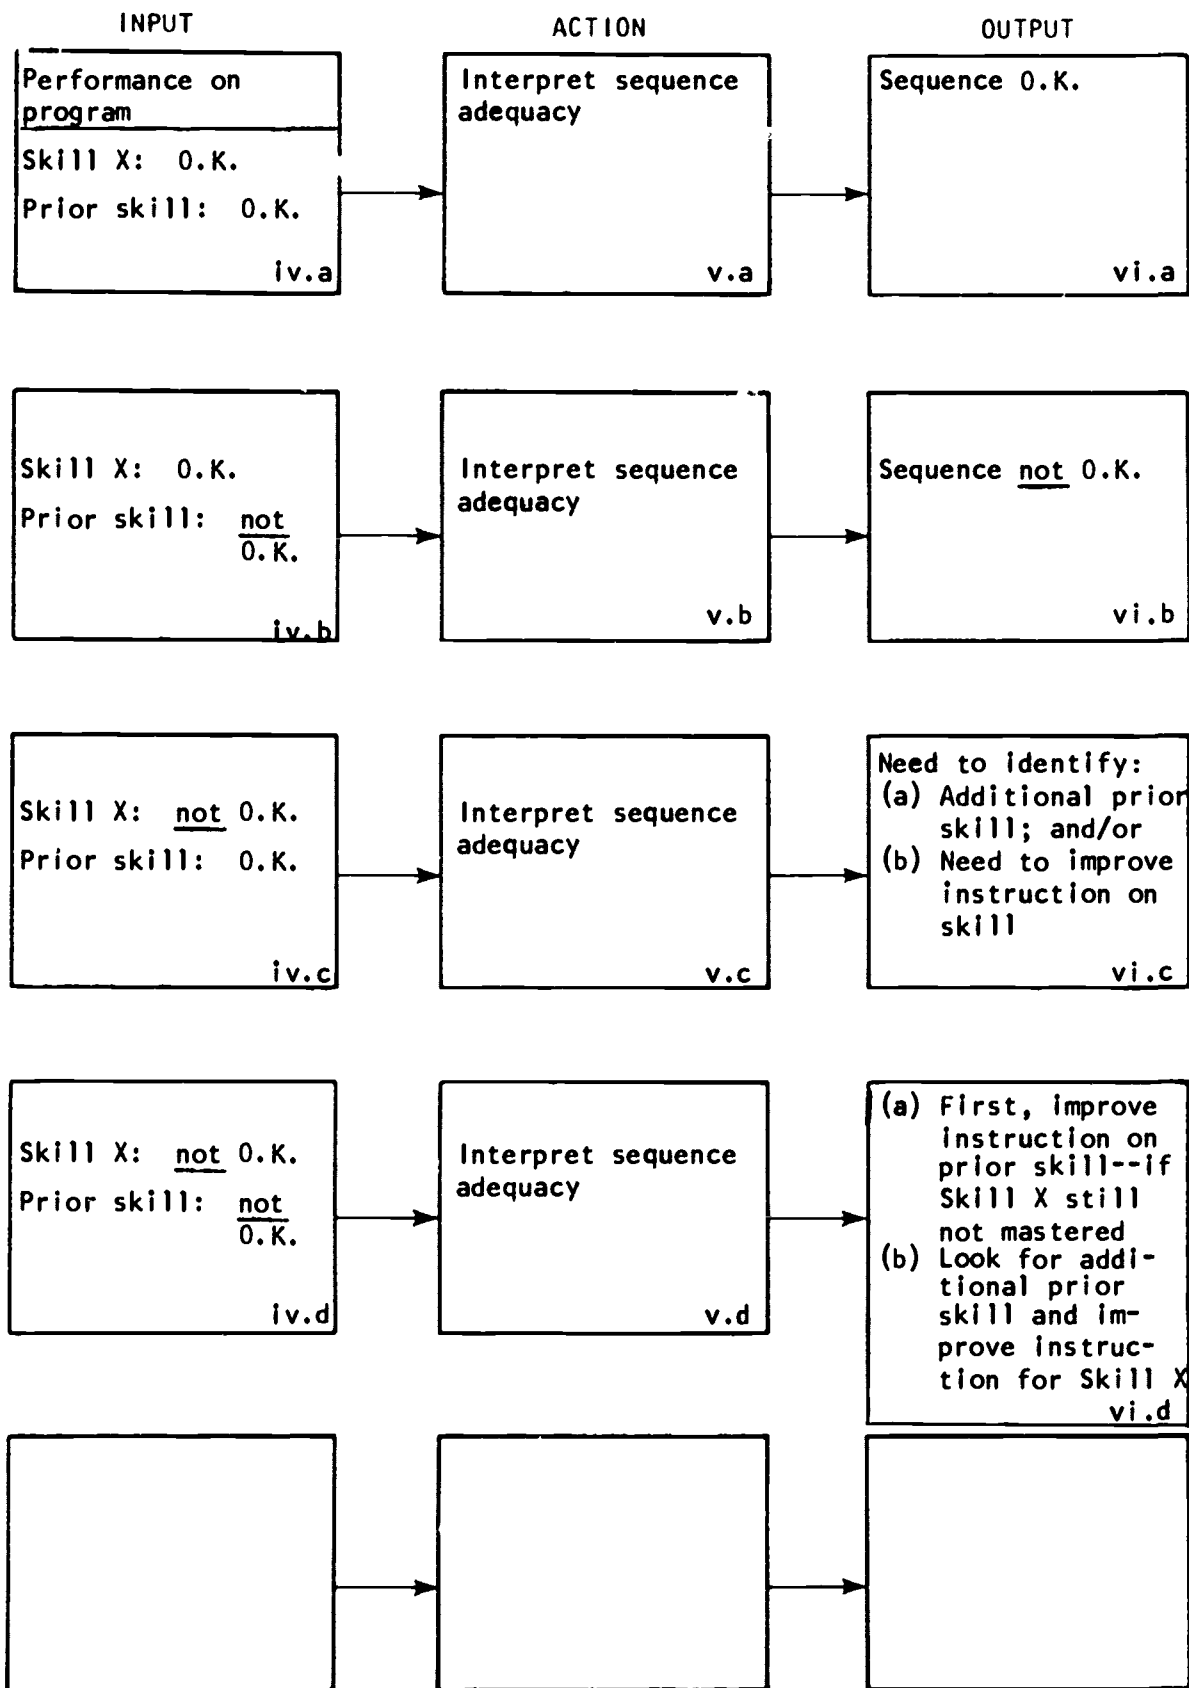 INPUT ACTION OUTPUT
Performance on
program
Skill X: O.K.
Prior skill: O.K.
iv.a
Interpret sequence
adequacy
v.a
Sequence O.K.
vi.a
Skill X: O.K.
Prior skill: not
O.K.
iv.b
Interpret sequence
adequacy
v.b
Sequence not O.K.
vi.b
Skill X: not O.K.
Prior skill: O.K.
iv.c
Interpret sequence
adequacy
v.c
Need to identify:
(a) Additional prior
skill; and/or
(b) Need to improve
instruction on
skill
vi.c
Skill X: not O.K.
Prior skill: not
O.K.
iv.d
Interpret sequence
adequacy
v.d
(a) First, improve
instruction on
prior skill--if
Skill X still
not mastered
(b) Look for addi-
tional prior
skill and im-
prove instruc-
tion for Skill X
vi.d